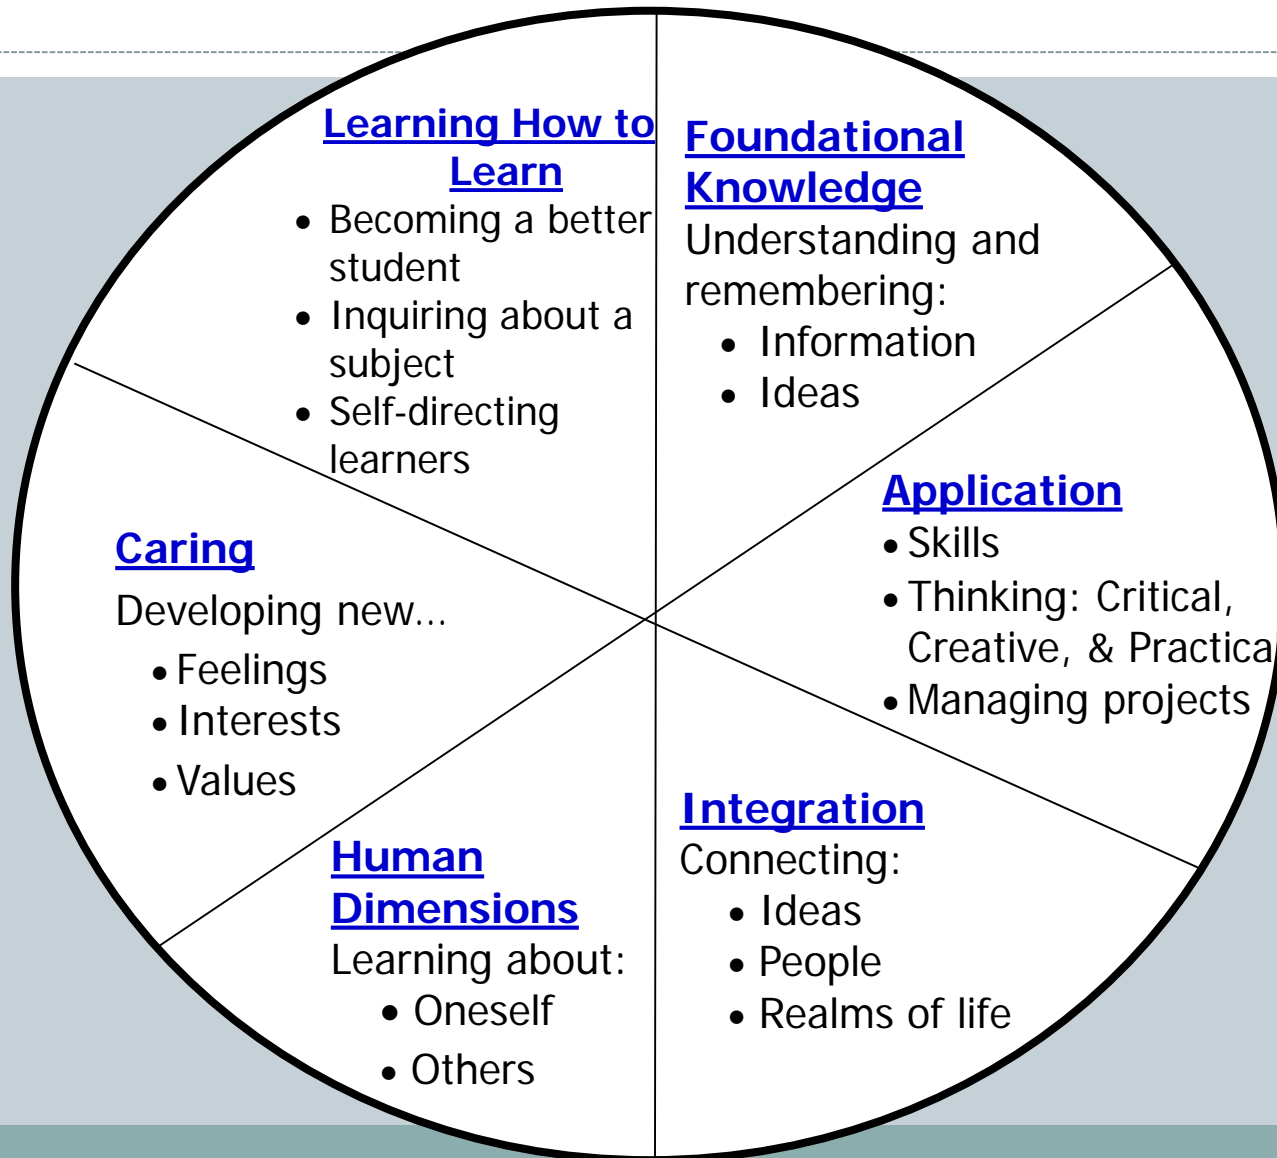 Learning How to
Learn
• Becoming a better
student
• Inquiring about a
subject
• Self-directing
learners
Foundational
Knowledge
Understanding and
remembering:
• Information
• Ideas
Application
• Skills
• Thinking: Critical,
Creative, & Practical
• Managing projects
Integration
Connecting:
• Ideas
• People
• Realms of life
Human
Dimensions
Learning about:
• Oneself
• Others
Caring
Developing new...
• Feelings
• Interests
• Values